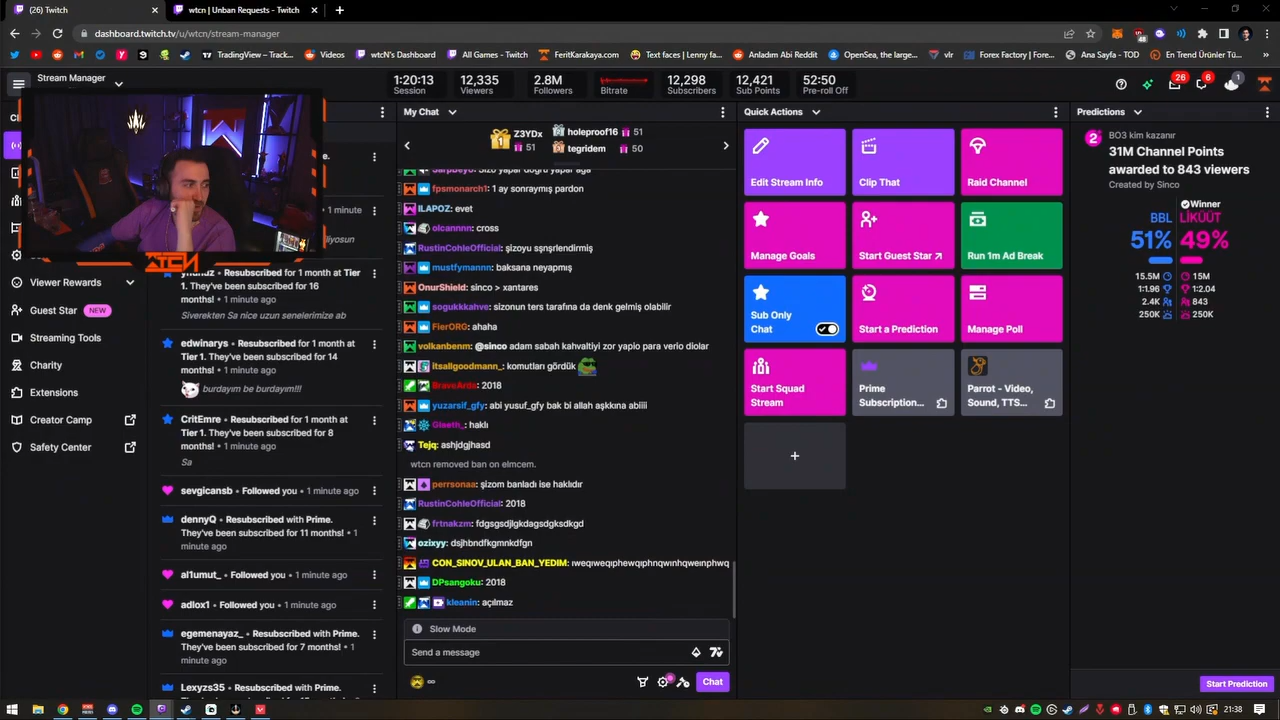 (26) Twitch
wtcn | Unban Requests - Twitch
dashboard.twitch.tv/u/wtcn/stream-manager
TradingView – Track...
Videos
wtcN's Dashboard
All Games - Twitch
FeritKarakaya.com
Text faces | Lenny fa...
Anladım Abi Reddit
OpenSea, the large...
vlr
Forex Factory | Forex...
Ana Sayfa - TOD
En Trend Ürünler Tü...
Stream Manager
1:20:13
Session
12,335
Viewers
2.8M
Followers
Bitrate
12,298
Subscribers
12,421
Sub Points
52:50
Pre-roll Off
26
6
1
1 minute
Resubscribed for 1 month at Tier
1. They've been subscribed for 16
months! • 1 minute ago
Siverekten Sa nice uzun senelerimize ab
edwinarys • Resubscribed for 1 month at
Tier 1. They've been subscribed for 14
months! • 1 minute ago
burdayım be burdayım!!!
CritEmre • Resubscribed for 1 month at
Tier 1. They've been subscribed for 8
months! • 1 minute ago
Sa
sevgicansb • Followed you • 1 minute ago
dennyQ • Resubscribed with Prime.
They've been subscribed for 11 months! • 1
minute ago
al1umut_ • Followed you • 1 minute ago
adlox1 • Followed you • 1 minute ago
egemenayaz_ • Resubscribed with Prime.
They've been subscribed for 7 months! • 1
minute ago
Lexyzs35 • Resubscribed with Prime.
Viewer Rewards
Guest Star NEW
Streaming Tools
Charity
Extensions
Creator Camp
Safety Center
WTCN
My Chat
1 Z3YDx 51
holeproof16 51
tegridem 50
fpsmonarch1: 1 ay sonraymış pardon
ILAPOZ: evet
olcannnn: cross
RustinCohleOfficial: şizoyu sşnşrlendirmiş
mustfymannn: baksana neyapmış
OnurShield: sinco > xantares
sogukkkahve: sizonun ters tarafına da denk gelmiş olabilir
FierORG: ahaha
volkanbenm: @sinco adam sabah kahvaltiyi zor yapio para verio diolar
itsallgoodmann_: komutları gördük
BraveArda: 2018
yuzarsif_gfy: abi yusuf_gfy bak bi allah aşkkına abiiii
Glaeth_: haklı
Tejq: ashjdgjhasd
wtcn removed ban on elmcem.
perrsonaa: şizom banladı ise haklıdır
RustinCohleOfficial: 2018
frtnakzm: fdgsgsdjlgkdagsdgksdkgd
ozixyy: dsjhbndfkgmnkdfgn
CON_SINOV_ULAN_BAN_YEDIM:
DPsangoku: 2018
kleanin: açılmaz
Slow Mode
Send a message
Chat
Quick Actions
Edit Stream Info
Clip That
Raid Channel
Manage Goals
Start Guest Star
Run 1m Ad Break
Sub Only
Chat
Start a Prediction
Manage Poll
Start Squad
Stream
Prime
Subscription...
Parrot - Video,
Sound, TTS...
+
Predictions
2
BO3 kim kazanır
31M Channel Points
awarded to 843 viewers
Created by Sinco
Winner
BBL
LİKÜÜT
51%
49%
15.5M
15M
1:1.98
1:2.04
2.4K
843
250K
250K
Start Prediction
21:38